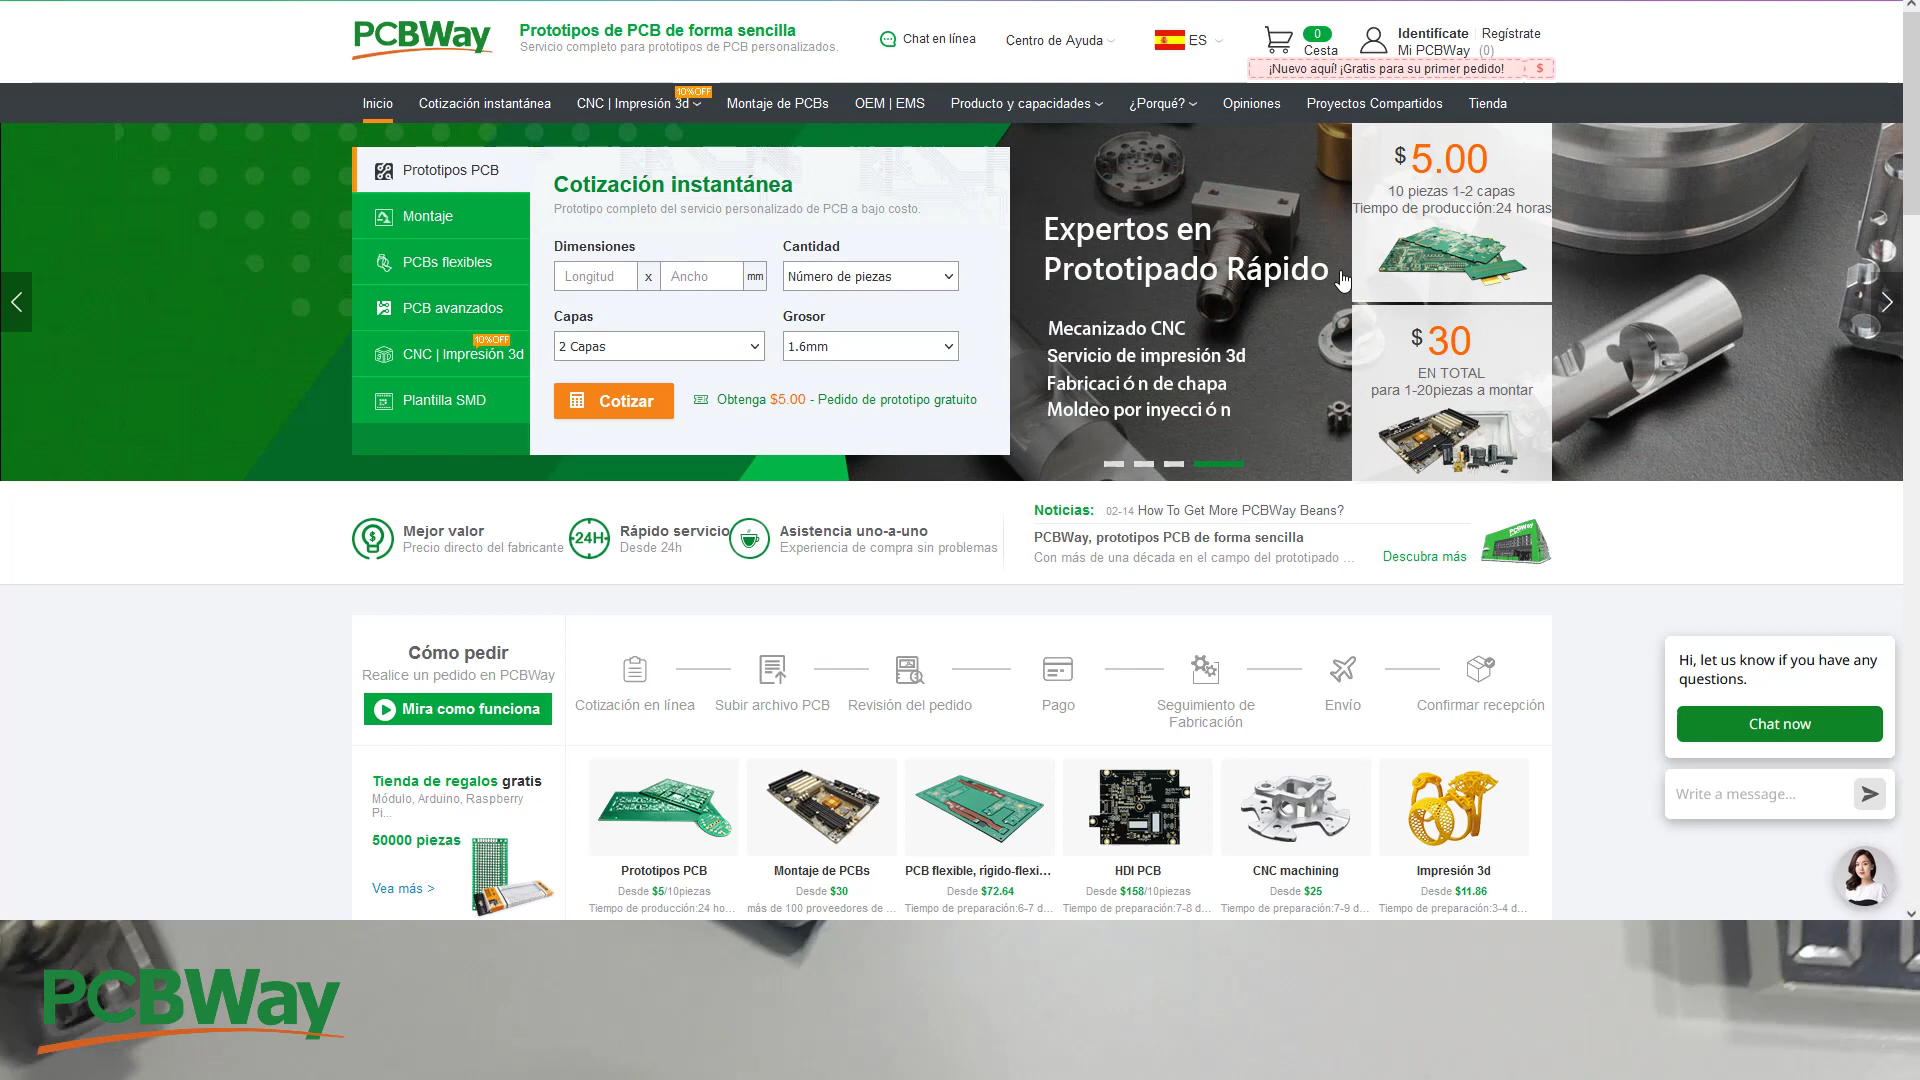 PCBWay
Prototipos de PCB de forma sencilla
Servicio completo para prototipos de PCB personalizados.
Chat en línea
Centro de Ayuda
ES
0
Cesta
Identifícate
Regístrate
Mi PCBWay (0)
¡Nuevo aquí! ¡Gratis para su primer pedido! $
10%OFF
Inicio
Cotización instantánea
CNC | Impresión 3d
Montaje de PCBs
OEM | EMS
Producto y capacidades
¿Porqué?
Opiniones
Proyectos Compartidos
Tienda
Prototipos PCB
Montaje
PCBs flexibles
PCB avanzados
10%OFF
CNC | Impresión 3d
Plantilla SMD
Cotización instantánea
Prototipo completo del servicio personalizado de PCB a bajo costo.
Dimensiones
Cantidad
Longitud x Ancho mm
Número de piezas
Capas
Grosor
2 Capas
1.6mm
Cotizar
Obtenga $5.00 - Pedido de prototipo gratuito
Expertos en
Prototipado Rápido
Mecanizado CNC
Servicio de impresión 3d
Fabricaci ó n de chapa
Moldeo por inyecci ó n
$ 5.00
10 piezas 1-2 capas
Tiempo de producción:24 horas
$ 30
EN TOTAL
para 1-20piezas a montar
Mejor valor
Precio directo del fabricante
24H
Rápido servicio
Desde 24h
Asistencia uno-a-uno
Experiencia de compra sin problemas
Noticias: 02-14 How To Get More PCBWay Beans?
PCBWay, prototipos PCB de forma sencilla
Con más de una década en el campo del prototipado ...
Descubra más
PCBWay
Cómo pedir
Realice un pedido en PCBWay
Mira como funciona
Cotización en línea
Subir archivo PCB
Revisión del pedido
Pago
Seguimiento de
Fabricación
Envío
Confirmar recepción
Tienda de regalos gratis
Módulo, Arduino, Raspberry
Pi...
50000 piezas
Vea más >
Prototipos PCB
Desde $5/10piezas
Tiempo de producción:24 ho...
Montaje de PCBs
Desde $30
más de 100 proveedores de ...
PCB flexible, rígido-flexi...
Desde $72.64
Tiempo de preparación:6-7 d...
HDI PCB
Desde $158/10piezas
Tiempo de preparación:7-8 d...
CNC machining
Desde $25
Tiempo de preparación:7-9 d...
Impresión 3d
Desde $11.86
Tiempo de preparación:3-4 d...
Hi, let us know if you have any
questions.
Chat now
Write a message...
PCBWay